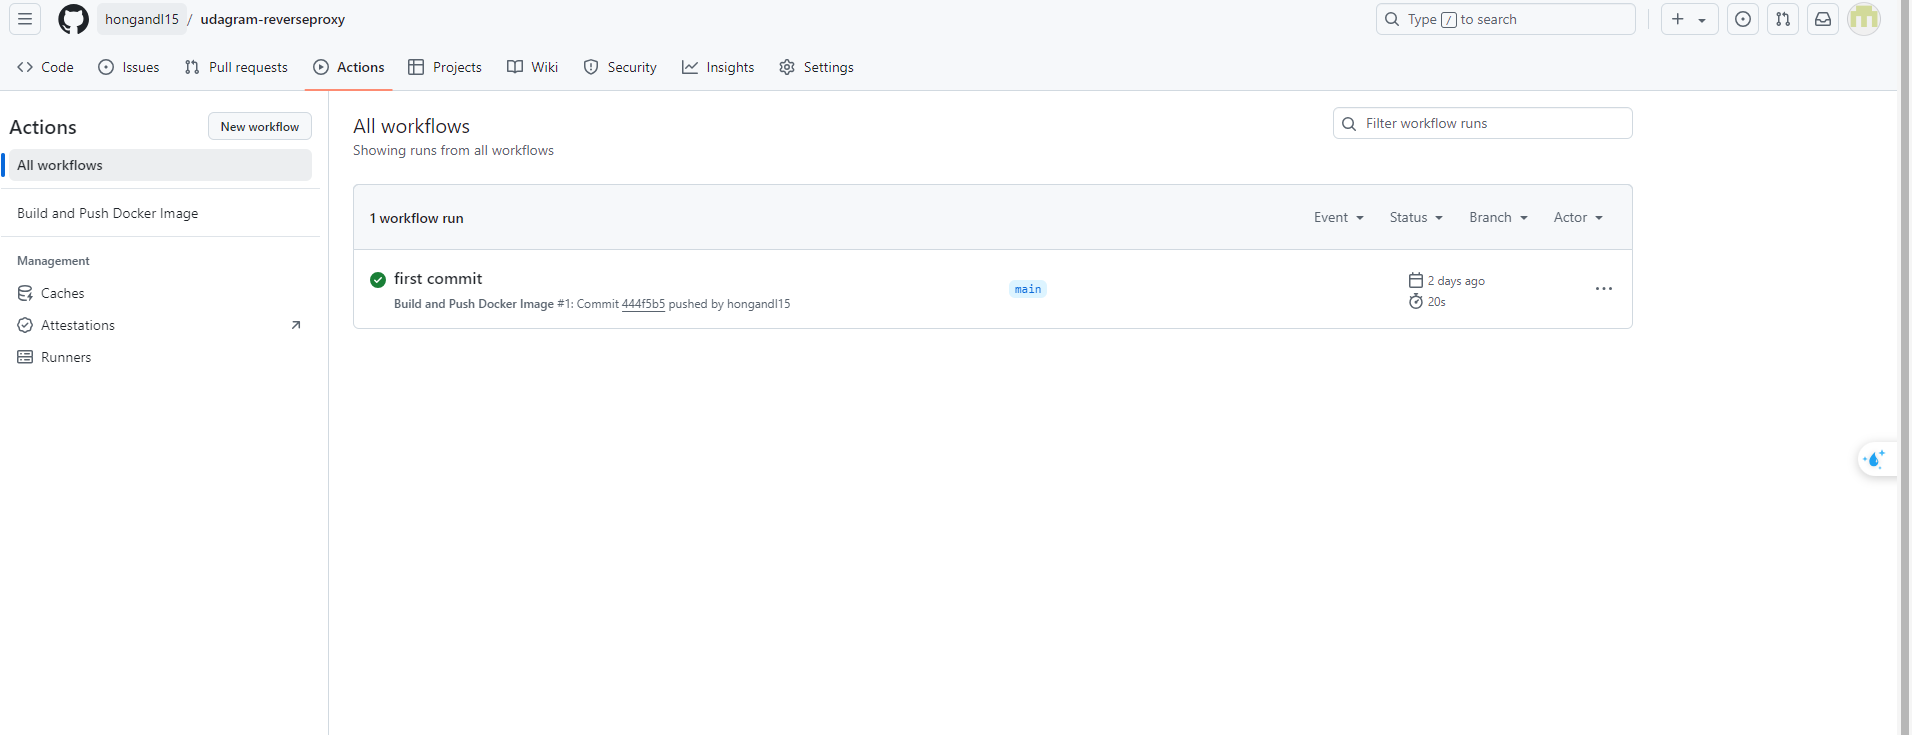 hongandl15 / udagram-reverseproxy
Type / to search
Code Issues Pull requests Actions Projects Wiki Security Insights Settings
Actions
New workflow
All workflows
Build and Push Docker Image
Management
Caches
Attestations
Runners
All workflows
Showing runs from all workflows
Filter workflow runs
1 workflow run
Event Status Branch Actor
first commit
Build and Push Docker Image #1: Commit 444f5b5 pushed by hongandl15
main
2 days ago
20s